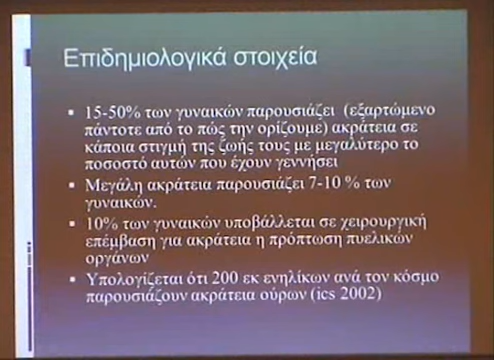 Επιδημιολογικά στοιχεία
▪ 15-50% των γυναικών παρουσιάζει (εξαρτώμενο
πάντοτε από το πώς την ορίζουμε) ακράτεια σε
κάποια στιγμή της ζωής τους με μεγαλύτερο το
ποσοστό αυτών που έχουν γεννήσει
▪ Μεγάλη ακράτεια παρουσιάζει 7-10 % των
γυναικών.
▪ 10% των γυναικών υποβάλλεται σε χειρουργική
επέμβαση για ακράτεια η πρόπτωση πυελικών
οργάνων
▪ Υπολογίζεται ότι 200 εκ ενηλίκων ανά τον κόσμο
παρουσιάζουν ακράτεια ούρων (ics 2002)